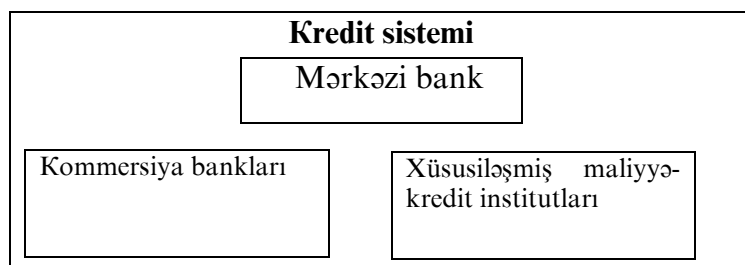 Kredit sistemi
Mərkəzi bank
Kommersiya bankları
Xüsusiləşmiş maliyyə-
kredit institutları